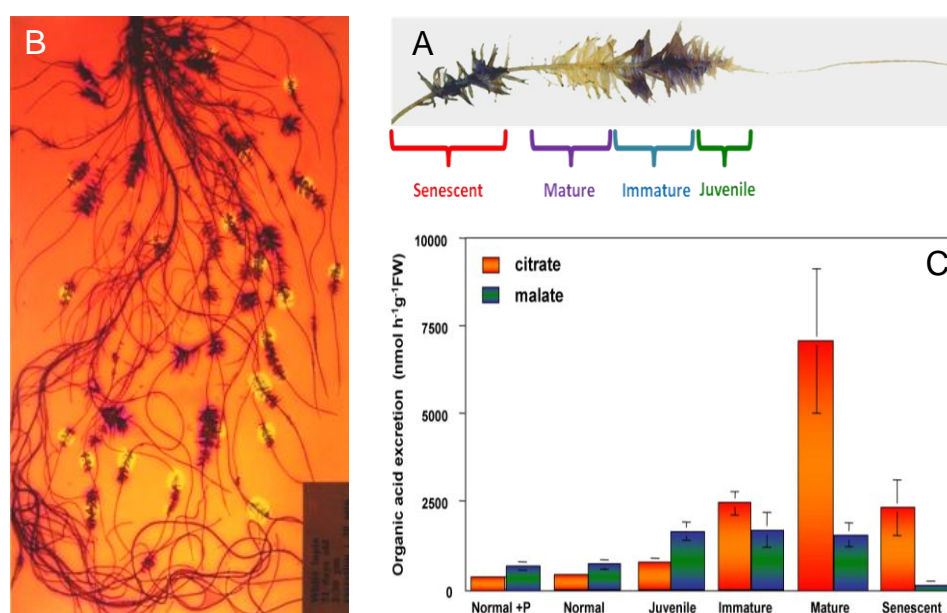 B
A
Senescent Mature Immature Juvenile
C
Organic acid excretion (nmol h-1g-1FW)
10000
7500
5000
2500
0
citrate
malate
Normal +P Normal Juvenile Immature Mature Senescent